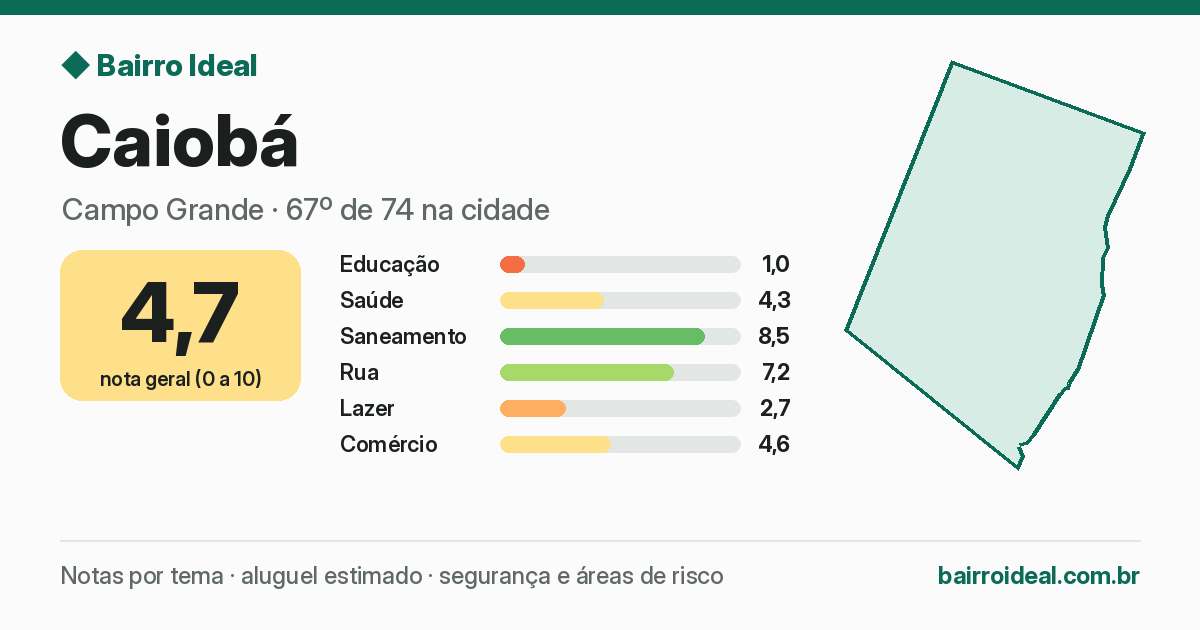 Bairro Ideal
Caiobá
Campo Grande · 67º de 74 na cidade
4,7
nota geral (0 a 10)
Educação 1,0
Saúde 4,3
Saneamento 8,5
Rua 7,2
Lazer 2,7
Comércio 4,6
Notas por tema · aluguel estimado · segurança e áreas de risco
bairroideal.com.br